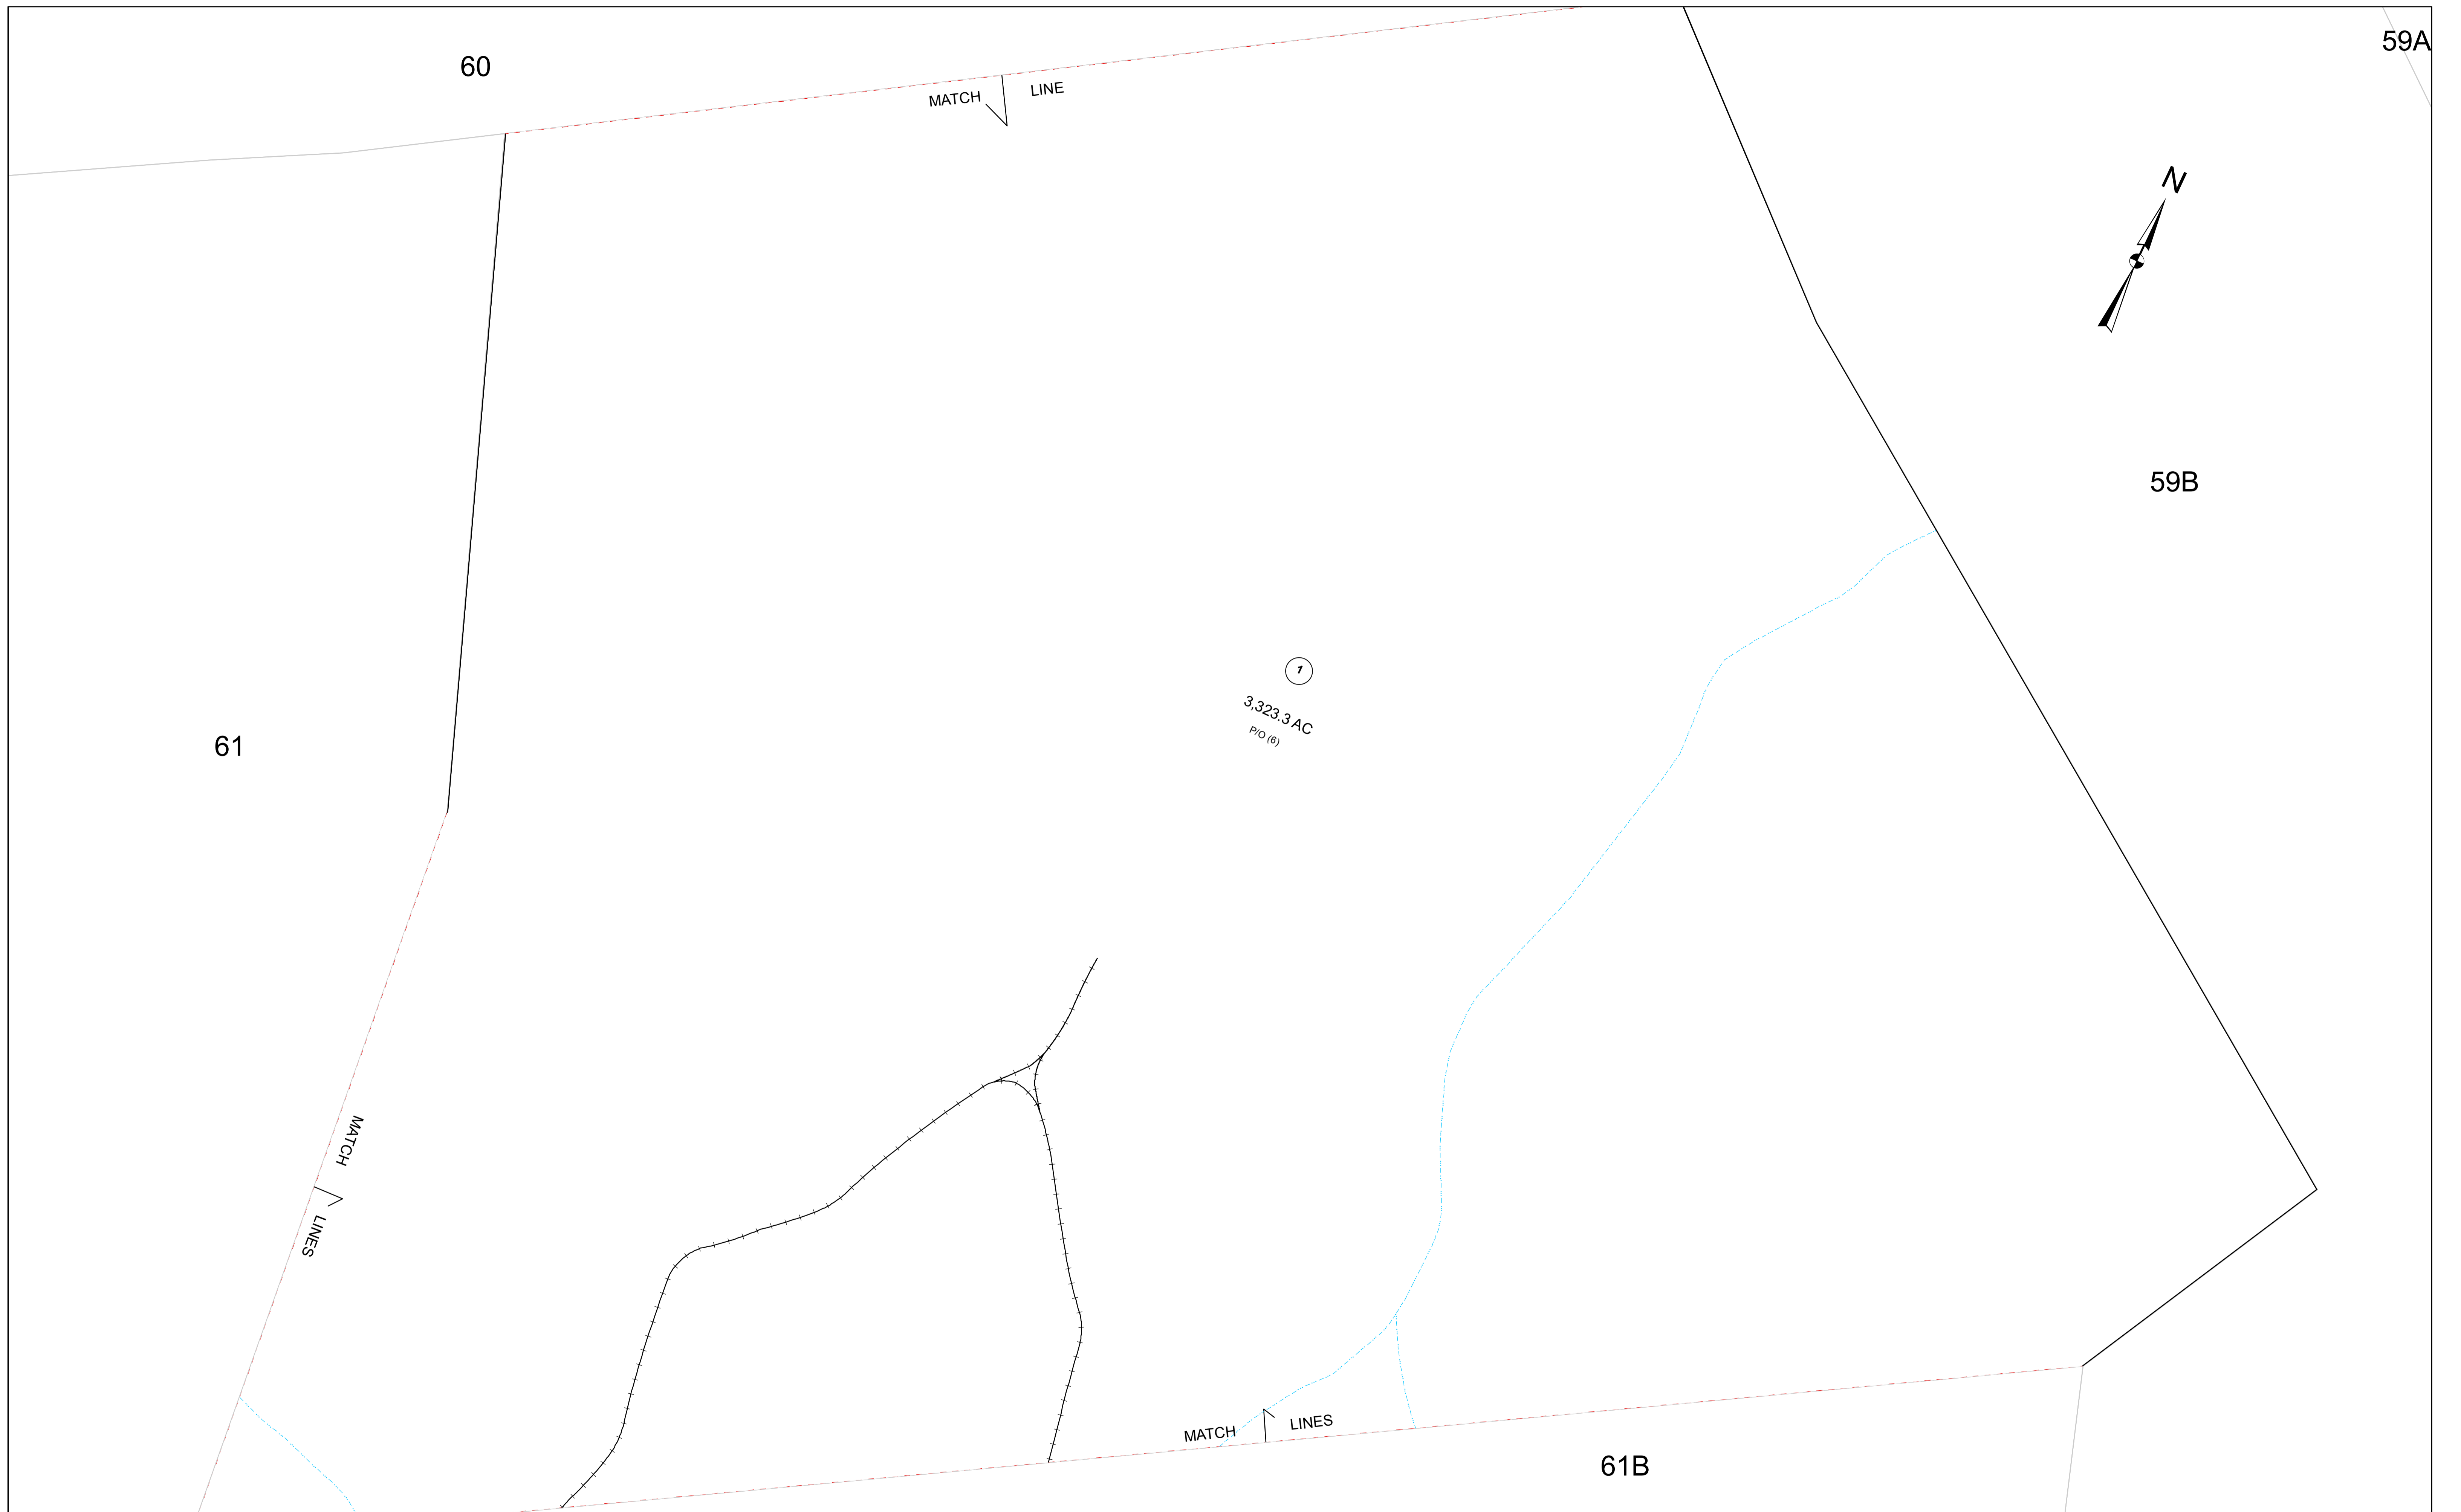 60
59A
MATCH LINE
N
59B
1
3,323.3 AC
P/O (6)
61
MATCH LINES
MATCH LINES
61B